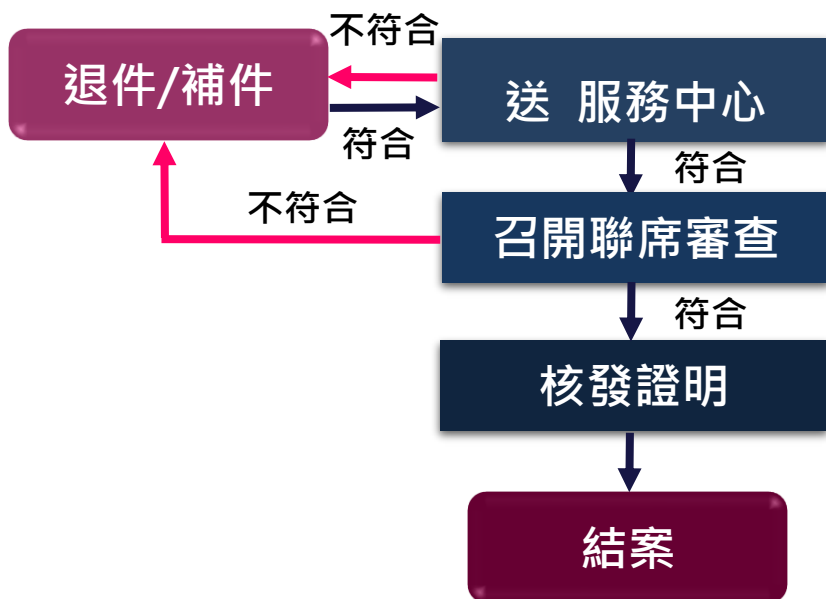 不符合
退件/補件
送 服務中心
符合
符合
不符合
召開聯席審查
符合
核發證明
結案